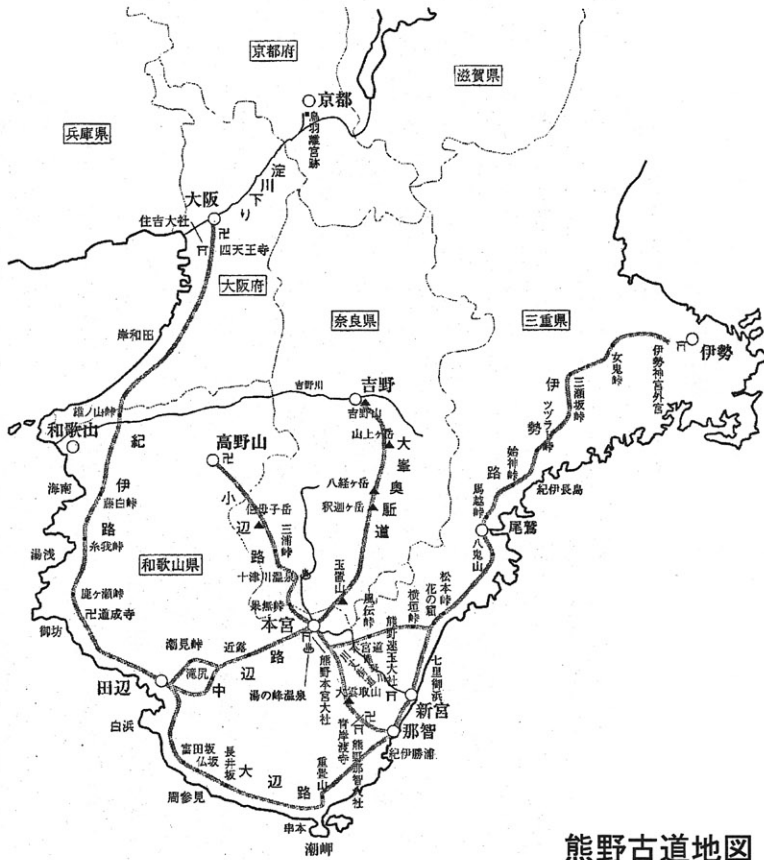 京都府
滋賀県
京都
鳥羽離宮跡
兵庫県
淀川下り
大阪
住吉大社
四天王寺
大阪府
奈良県
三重県
岸和田
伊勢
伊勢神宮外宮
女鬼峠
三瀬坂峠
ツヅラト峠
伊勢路
始神峠
馬越峠
紀伊長島
尾鷲
八鬼山
吉野川
吉野
吉野山
山上ヶ岳
大峯奥駈道
八経ヶ岳
釈迦ヶ岳
雄ノ山峠
和歌山
高野山
小辺路
伯母子岳
三浦峠
十津川温泉
果無峠
玉置山
風伝峠
海南
紀伊路
藤白峠
湯浅
糸我峠
和歌山県
鹿ヶ瀬峠
卍道成寺
御坊
本宮
松本峠
花の窟
横垣峠
本宮道
熊野速玉大社
七里御浜
潮見峠
近露
滝尻
中辺路
田辺
湯の峰温泉
熊野本宮大社
大雲取山
新宮
那智
青岸渡寺
熊野那智大社
紀伊勝浦
白浜
富田坂
仏坂
長井坂
大辺路
重畳山
周参見
串本
潮岬
熊野古道地図